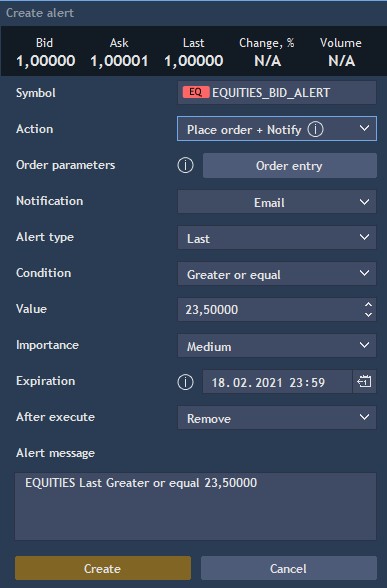 Create alert
Bid Ask Last Change, % Volume
1,00000 1,00001 1,00000 N/A N/A
Symbol EQ EQUITIES_BID_ALERT
Action Place order + Notify
Order parameters Order entry
Notification Email
Alert type Last
Condition Greater or equal
Value 23,50000
Importance Medium
Expiration 18.02.2021 23:59
After execute Remove
Alert message
EQUITIES Last Greater or equal 23,50000
Create Cancel